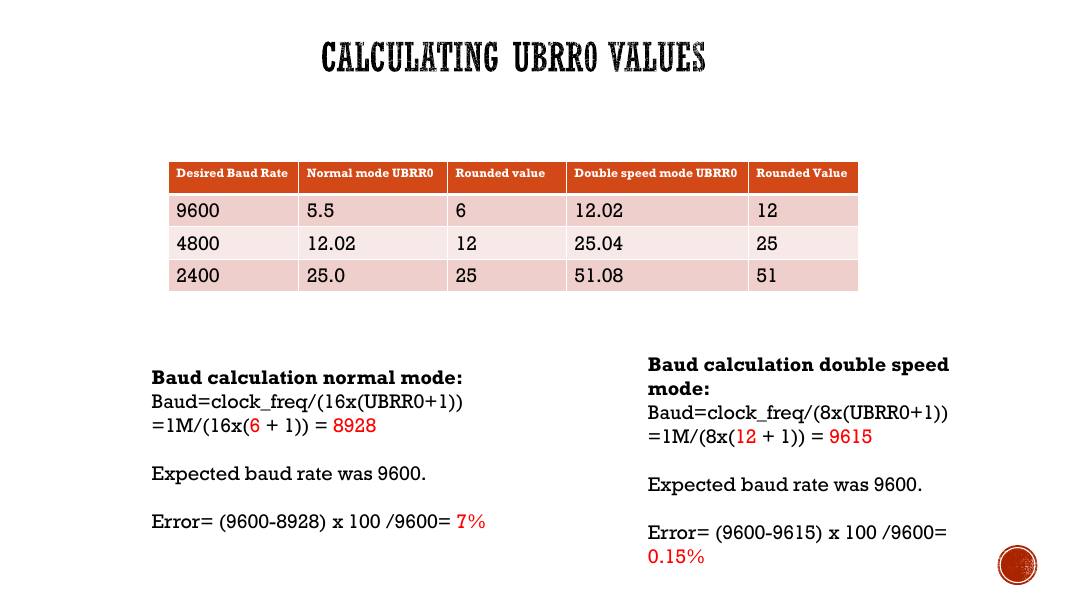 CALCULATING UBRR0 VALUES
Desired Baud Rate Normal mode UBRR0 Rounded value Double speed mode UBRR0 Rounded Value
9600 5.5 6 12.02 12
4800 12.02 12 25.04 25
2400 25.0 25 51.08 51
Baud calculation normal mode:
Baud=clock_freq/(16x(UBRR0+1))
=1M/(16x(6 + 1)) = 8928
Expected baud rate was 9600.
Error= (9600-8928) x 100 /9600= 7%
Baud calculation double speed
mode:
Baud=clock_freq/(8x(UBRR0+1))
=1M/(8x(12 + 1)) = 9615
Expected baud rate was 9600.
Error= (9600-9615) x 100 /9600=
0.15%